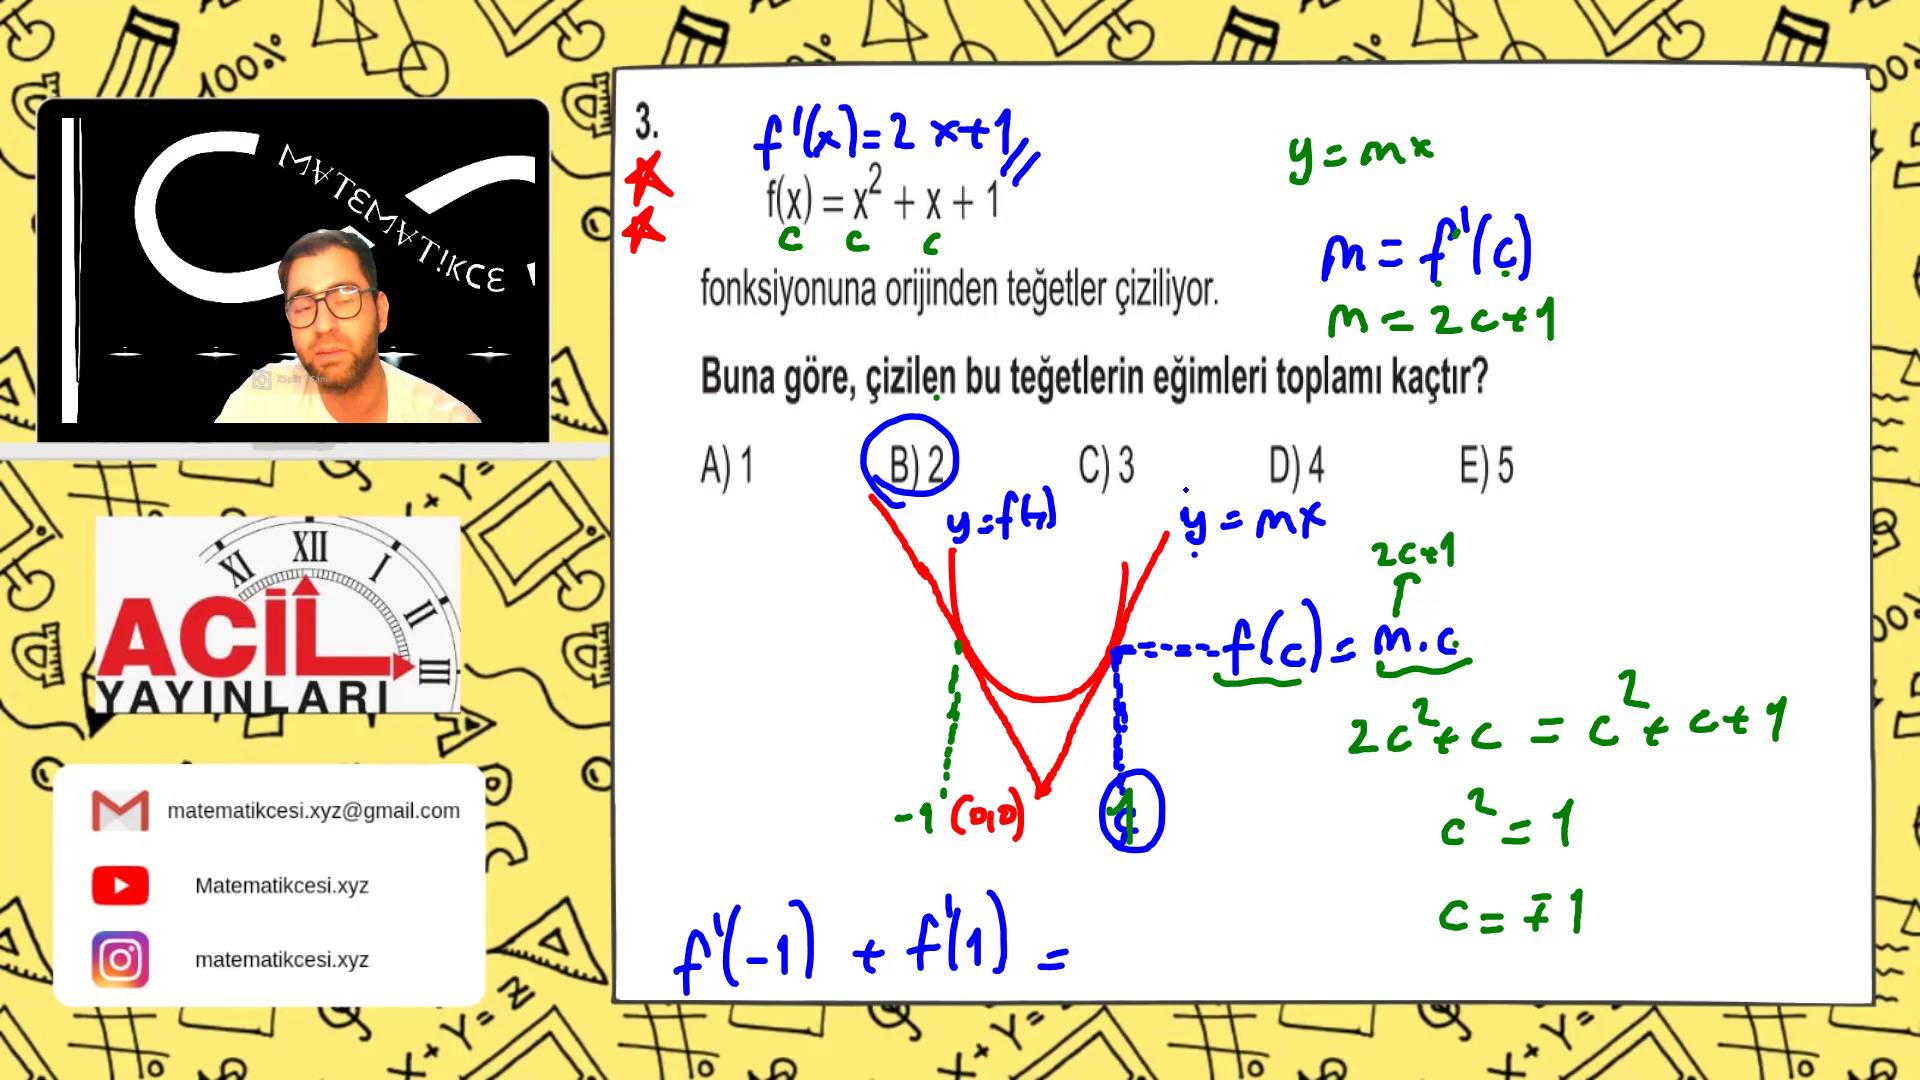 3.
f'(x) = 2x+1
f(x) = x² + x + 1
c c c
fonksiyonuna orijinden teğetler çiziliyor.
Buna göre, çizilen bu teğetlerin eğimleri toplamı kaçtır?
A) 1 B) 2 C) 3 D) 4 E) 5
y = mx
m = f'(c)
m = 2c+1
y = f(x)
y = mx
2c+1
f(c) = m.c
2c²+c = c²+c+1
c² = 1
c = ∓1
-1 (0,0) 1
f'(-1) + f'(1) =
MATEMATİKCE
XSplit
XI XII I II III
ACİL
YAYINLARI
matematikcesi.xyz@gmail.com
Matematikcesi.xyz
matematikcesi.xyz
100%
x+y=z